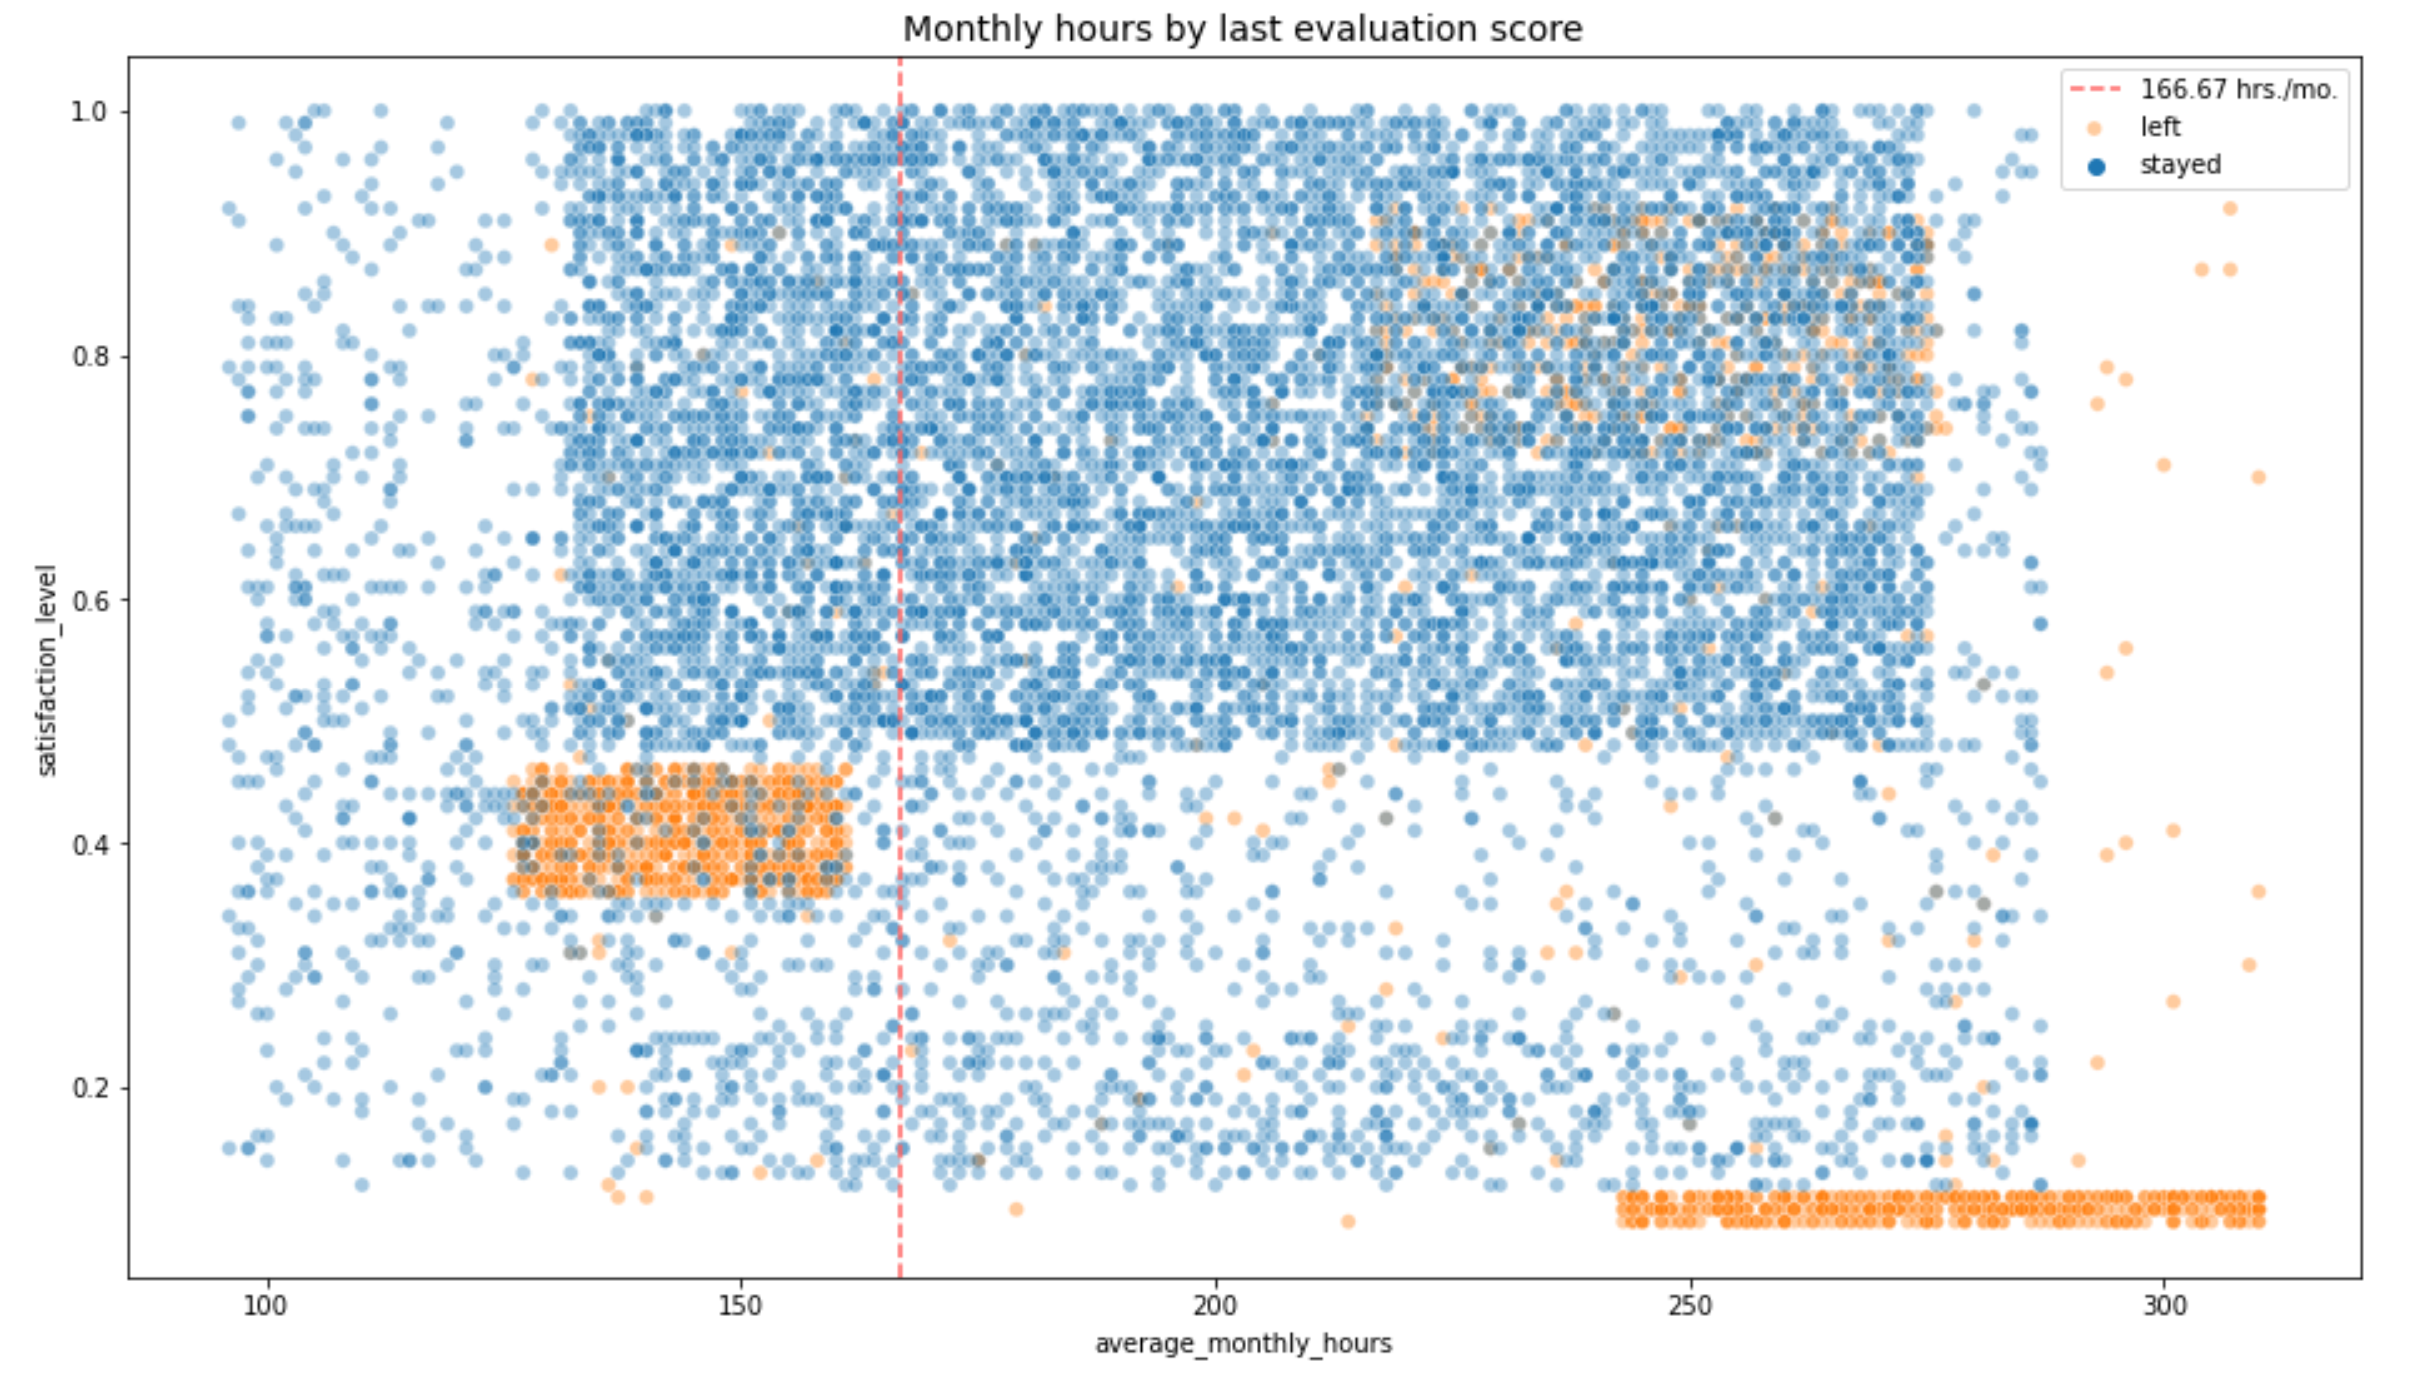 Monthly hours by last evaluation score
166.67 hrs./mo.
left
stayed
1.0
0.8
0.6
0.4
0.2
satisfaction_level
100 150 200 250 300
average_monthly_hours